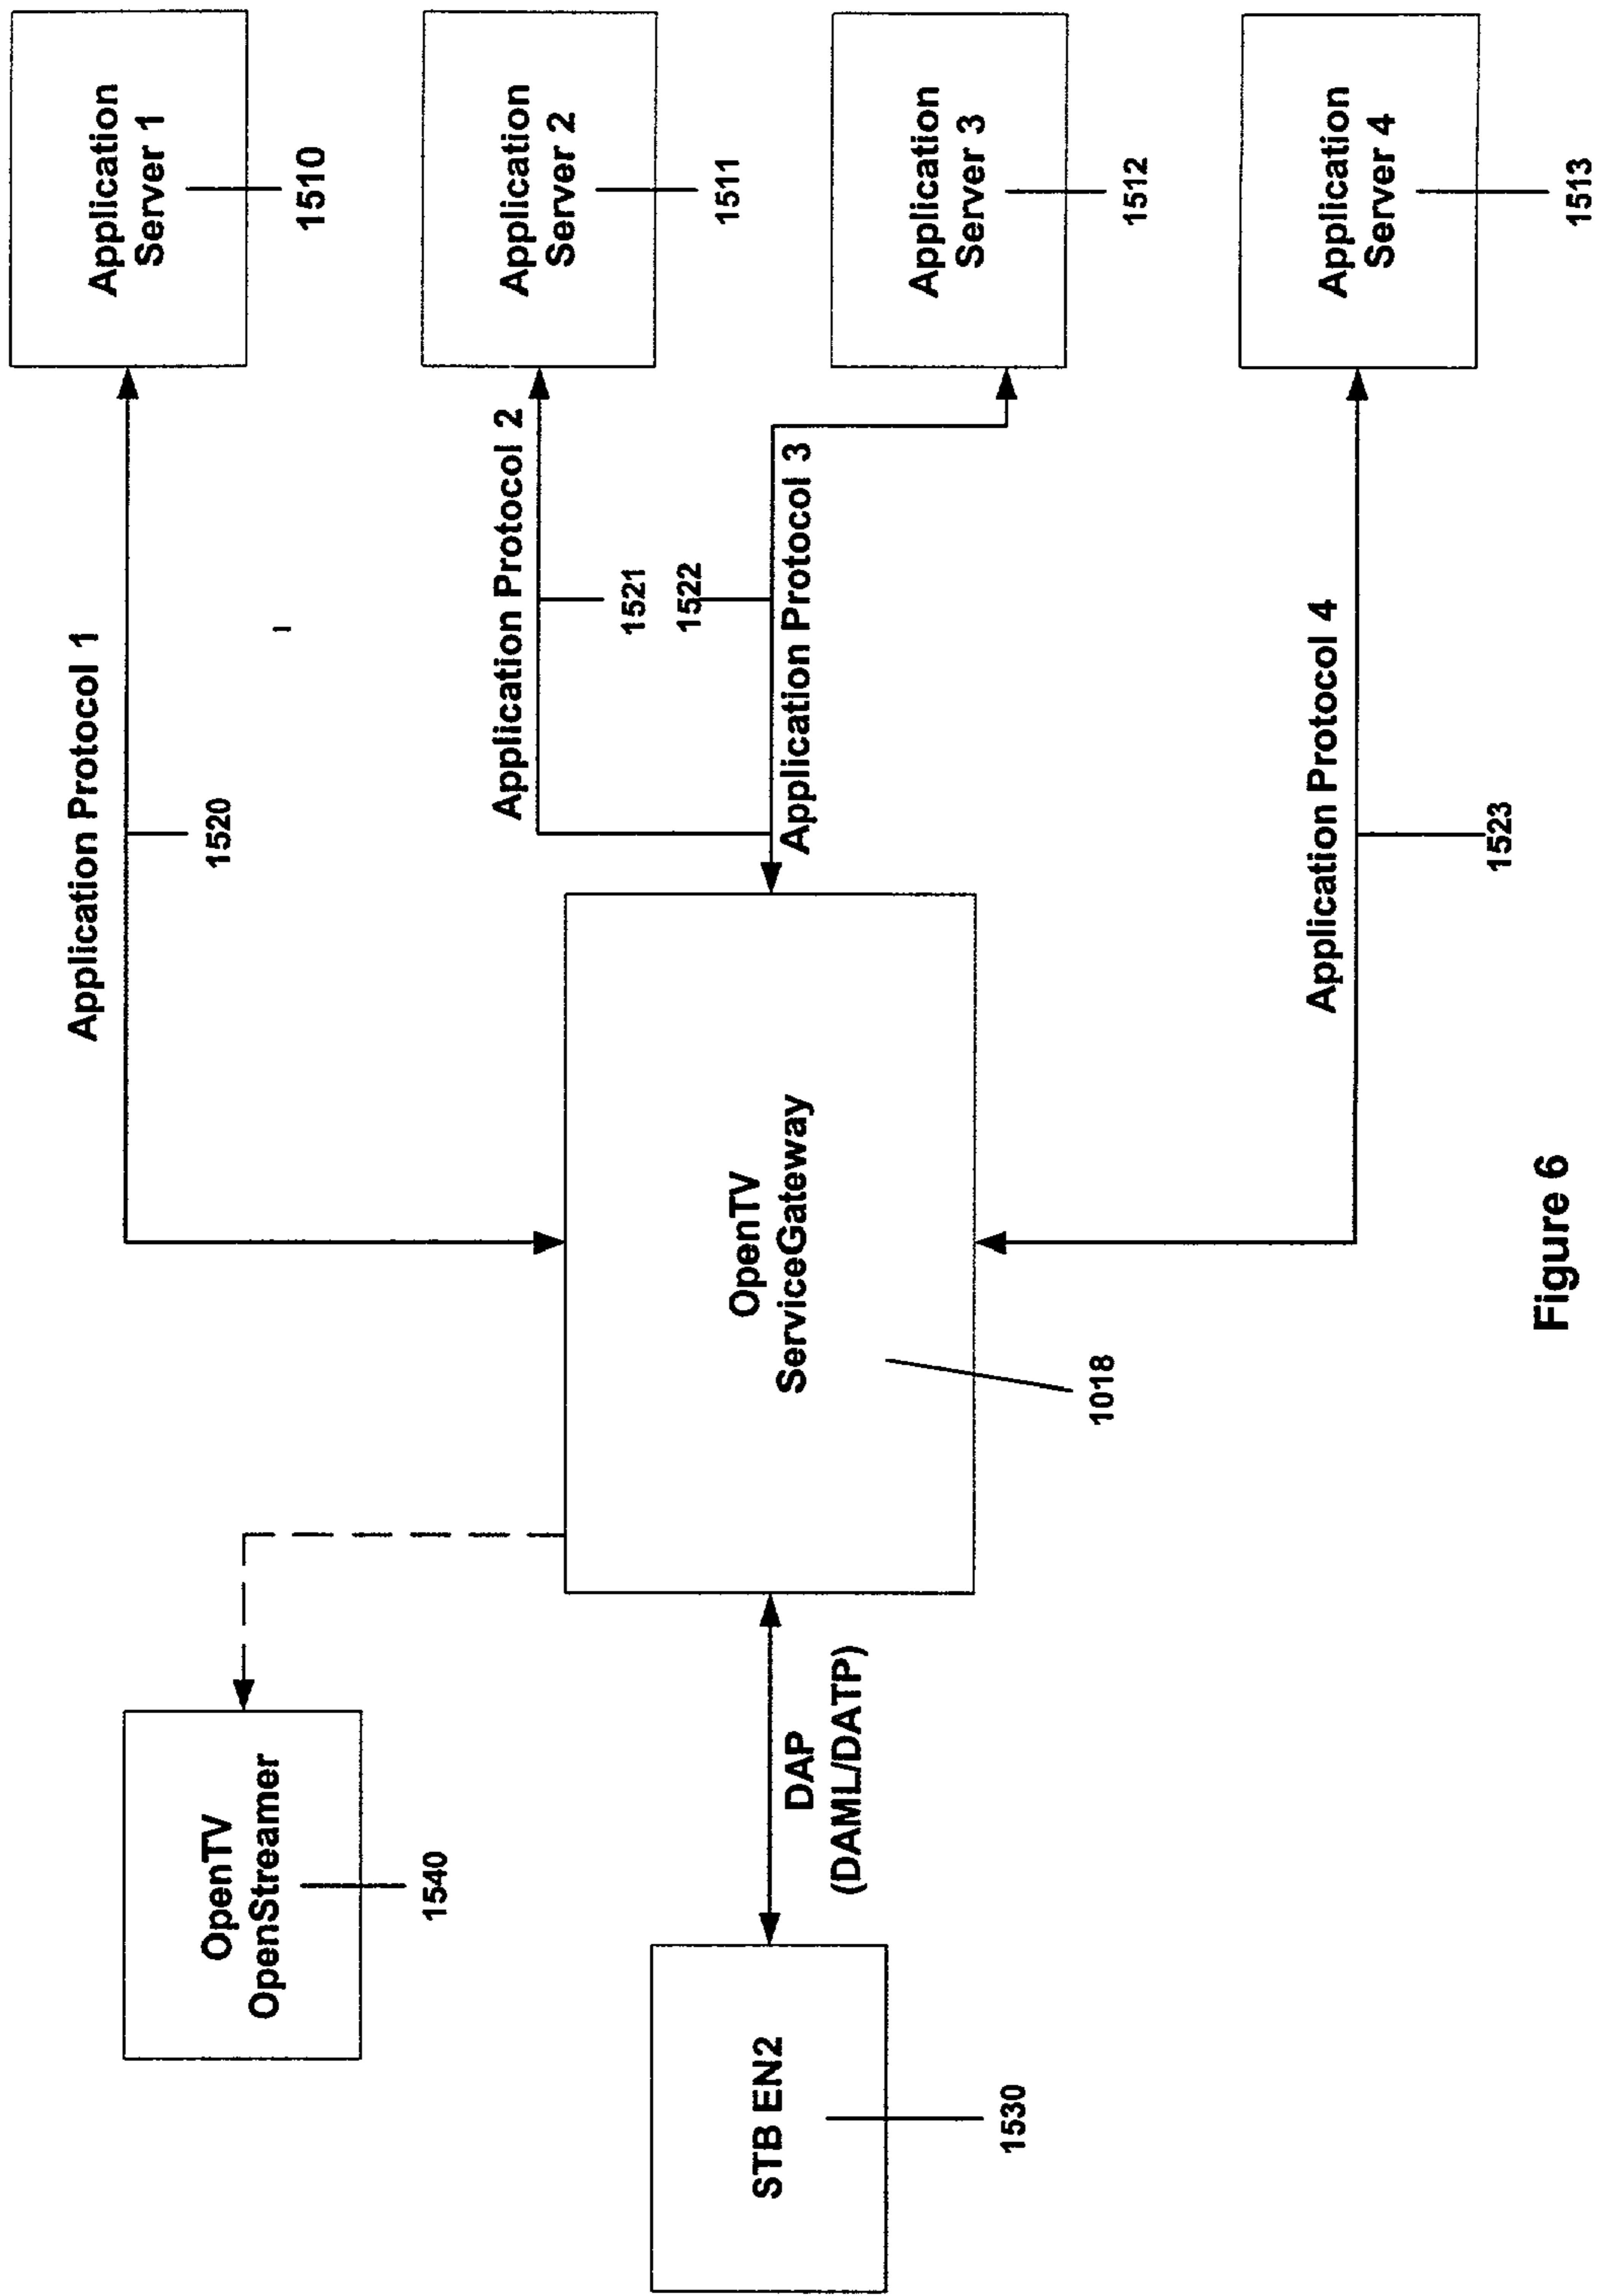 Application
Server 1
1510
Application
Server 2
1511
Application
Server 3
1512
Application
Server 4
1513
Application Protocol 1
1520
Application Protocol 2
1521
1522
Application Protocol 3
Application Protocol 4
1523
OpenTV
ServiceGateway
1018
OpenTV
OpenStreamer
1540
DAP
(DAML/DATP)
STB EN2
1530
Figure 6